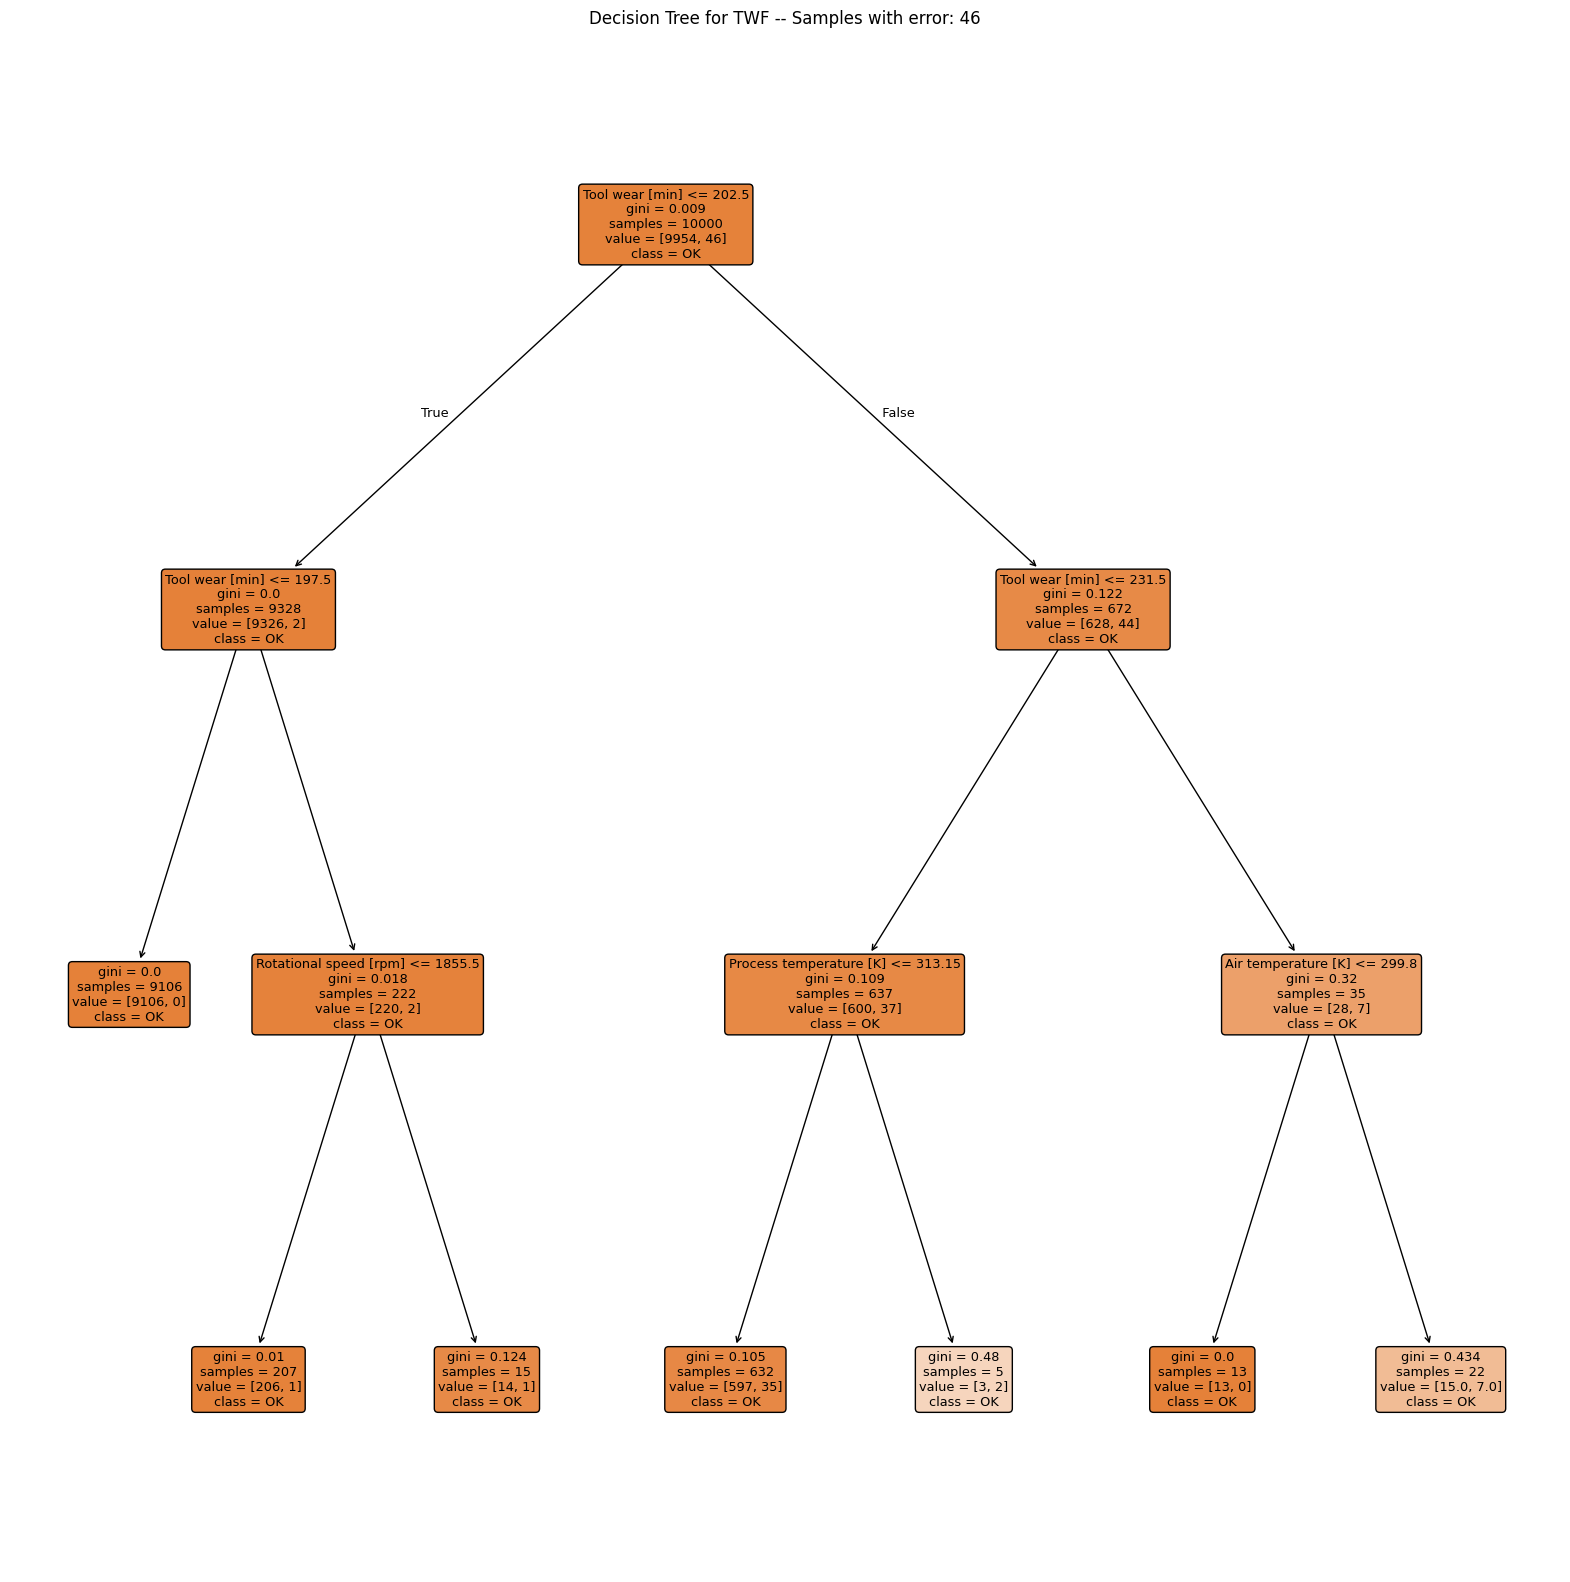 Decision Tree for TWF -- Samples with error: 46
Tool wear [min] <= 202.5
gini = 0.009
samples = 10000
value = [9954, 46]
class = OK
True
False
Tool wear [min] <= 197.5
gini = 0.0
samples = 9328
value = [9326, 2]
class = OK
Tool wear [min] <= 231.5
gini = 0.122
samples = 672
value = [628, 44]
class = OK
gini = 0.0
samples = 9106
value = [9106, 0]
class = OK
Rotational speed [rpm] <= 1855.5
gini = 0.018
samples = 222
value = [220, 2]
class = OK
Process temperature [K] <= 313.15
gini = 0.109
samples = 637
value = [600, 37]
class = OK
Air temperature [K] <= 299.8
gini = 0.32
samples = 35
value = [28, 7]
class = OK
gini = 0.01
samples = 207
value = [206, 1]
class = OK
gini = 0.124
samples = 15
value = [14, 1]
class = OK
gini = 0.105
samples = 632
value = [597, 35]
class = OK
gini = 0.48
samples = 5
value = [3, 2]
class = OK
gini = 0.0
samples = 13
value = [13, 0]
class = OK
gini = 0.434
samples = 22
value = [15.0, 7.0]
class = OK